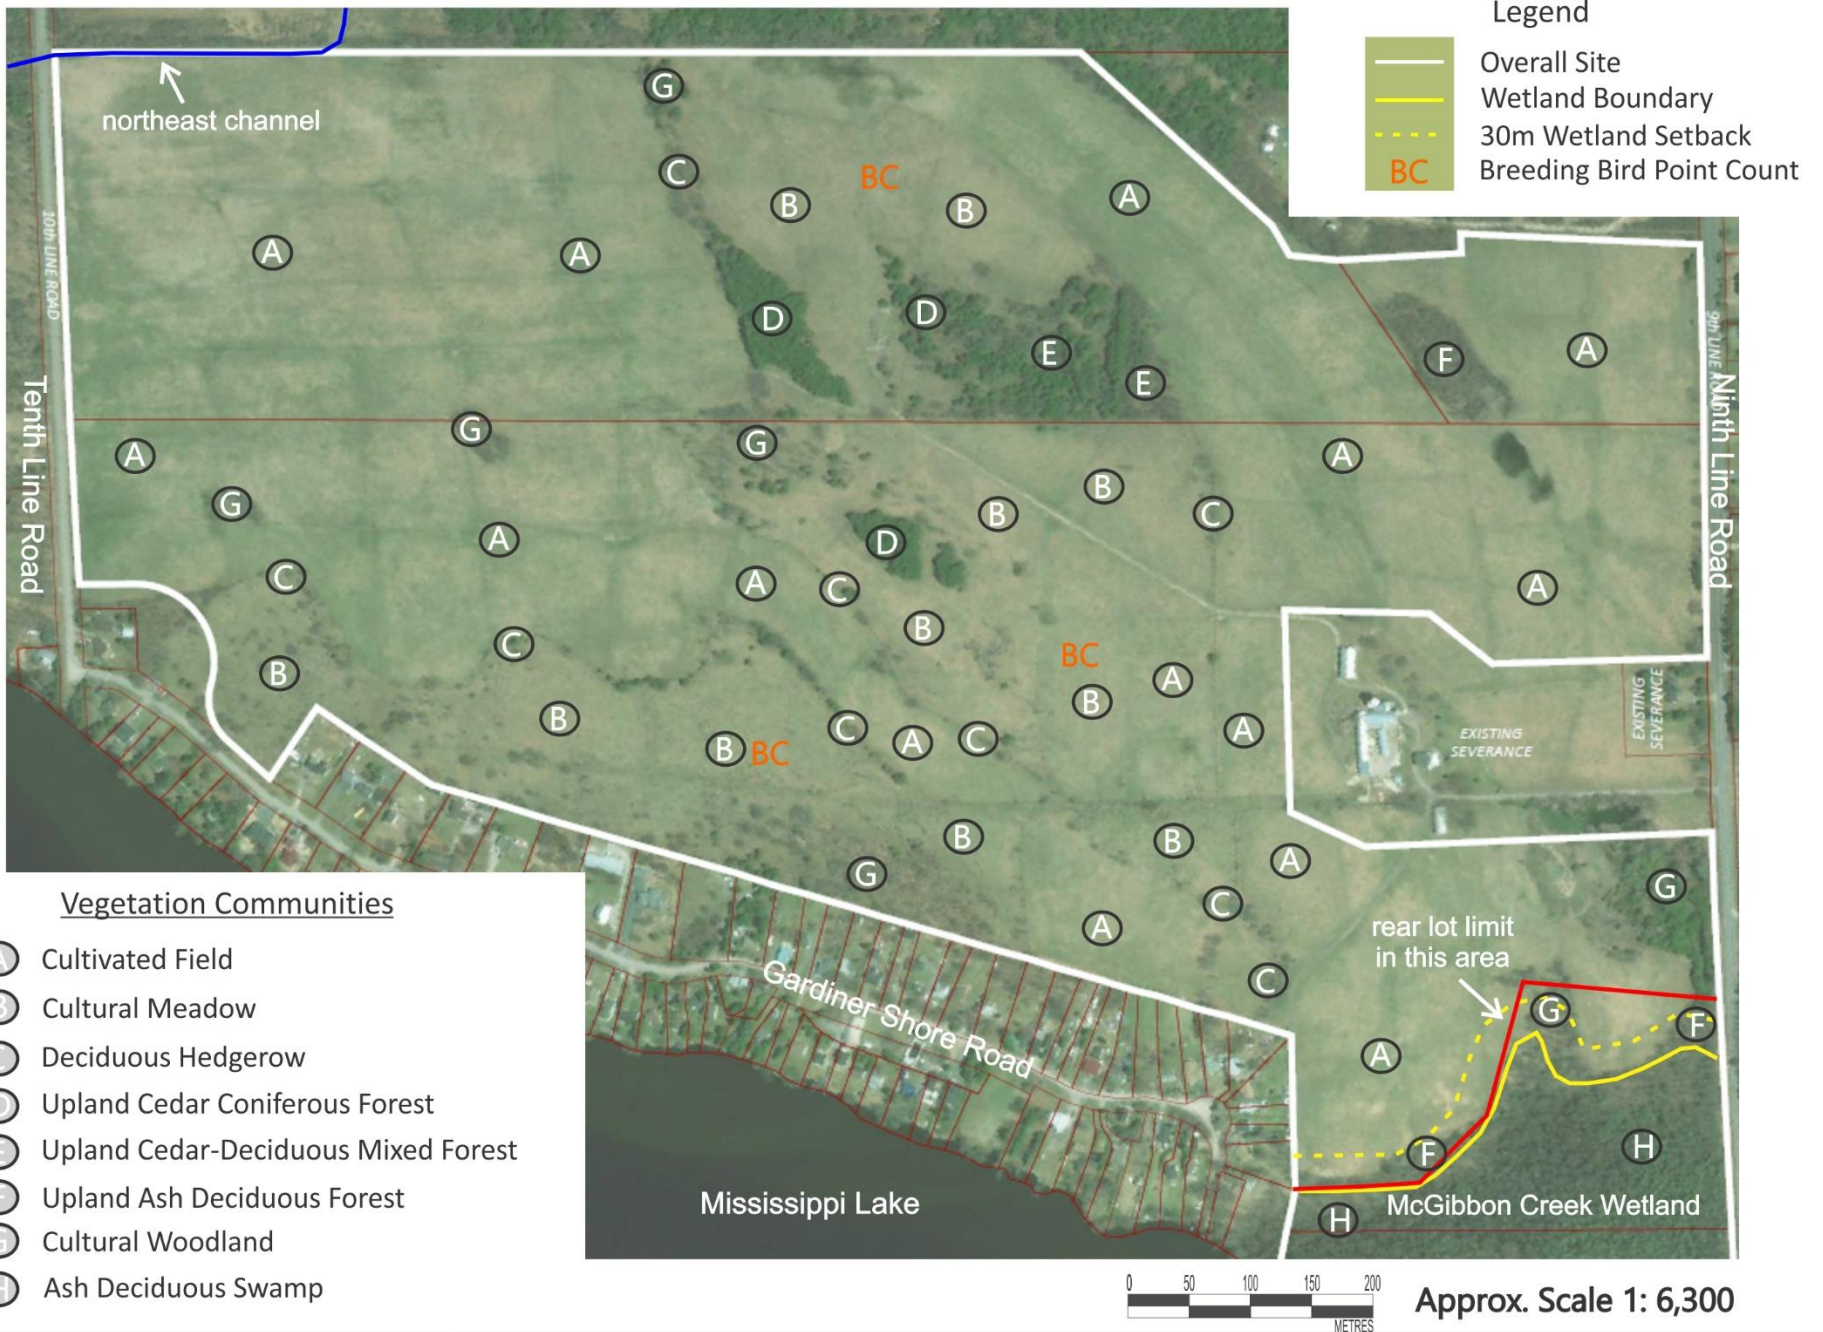 Legend
Overall Site
Wetland Boundary
30m Wetland Setback
BC Breeding Bird Point Count
northeast channel
G
C
BC
B
B
A
A
A
10th LINE ROAD
D
D
E
E
F
A
9th LINE ROAD
Tenth Line Road
Ninth Line Road
A
G
G
A
G
B
B
C
A
D
C
A
C
A
B
C
B
BC
B
A
B
B
BC
C
A
C
B
A
EXISTING
SEVERANCE
EXISTING
SEVERANCE
B
B
A
G
G
C
A
C
rear lot limit
in this area
G
F
A
F
H
H
Gardiner Shore Road
Mississippi Lake
McGibbon Creek Wetland
Vegetation Communities
A Cultivated Field
B Cultural Meadow
C Deciduous Hedgerow
D Upland Cedar Coniferous Forest
E Upland Cedar-Deciduous Mixed Forest
F Upland Ash Deciduous Forest
G Cultural Woodland
H Ash Deciduous Swamp
0 50 100 150 200
METRES
Approx. Scale 1: 6,300